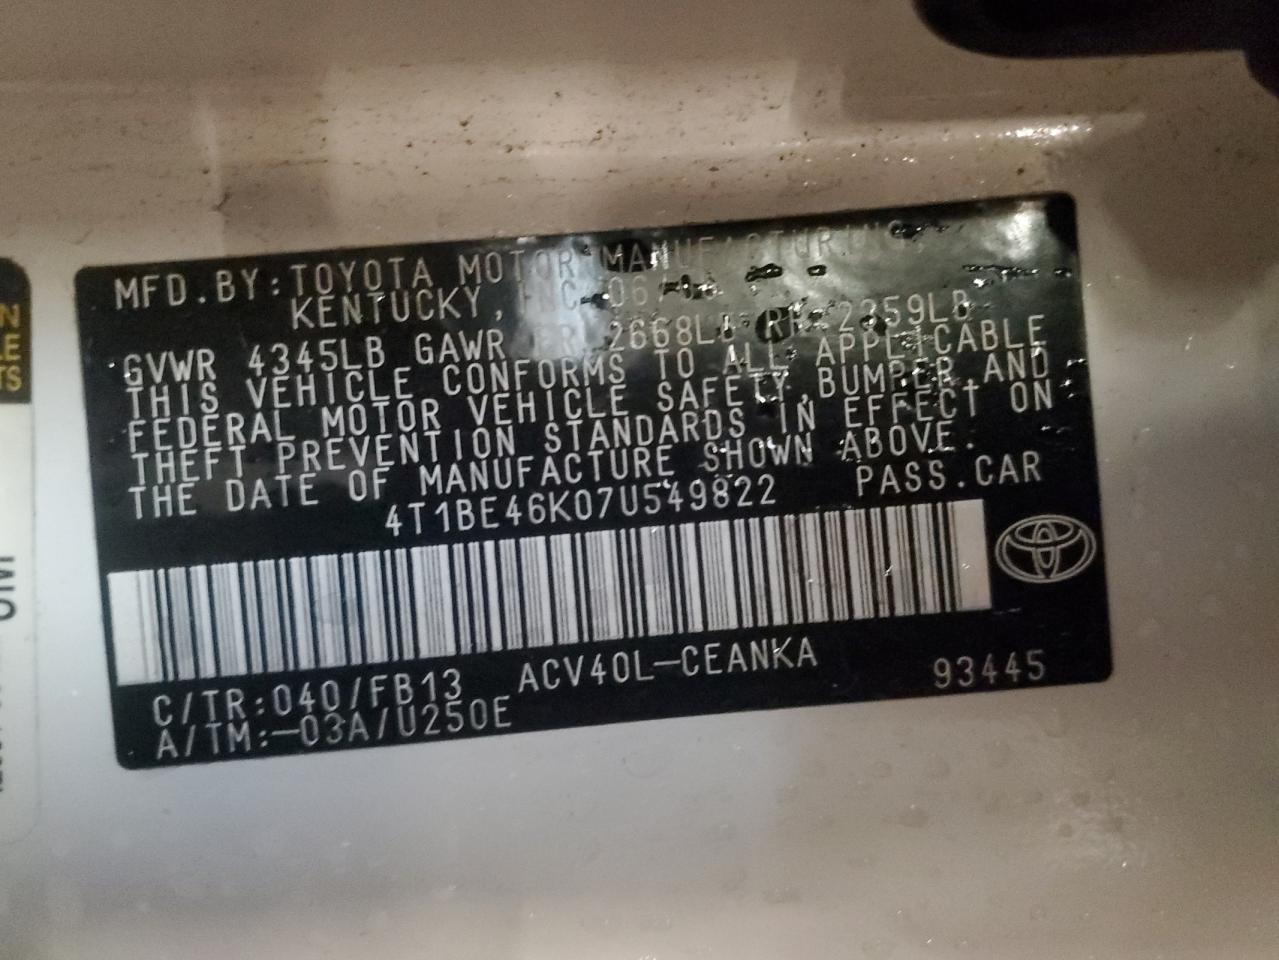 MFD.BY:TOYOTA MOTOR MANUFACTURING
KENTUCKY, INC
GVWR 4345LB GAWR FR 2668LB RR 2359LB
THIS VEHICLE CONFORMS TO ALL APPLICABLE
FEDERAL MOTOR VEHICLE SAFETY,BUMPER AND
THEFT PREVENTION STANDARDS IN EFFECT ON
THE DATE OF MANUFACTURE SHOWN ABOVE.
4T1BE46K07U549822 PASS.CAR
C/TR:040/FB13 ACV40L-CEANKA 93445
A/TM:-03A/U250E